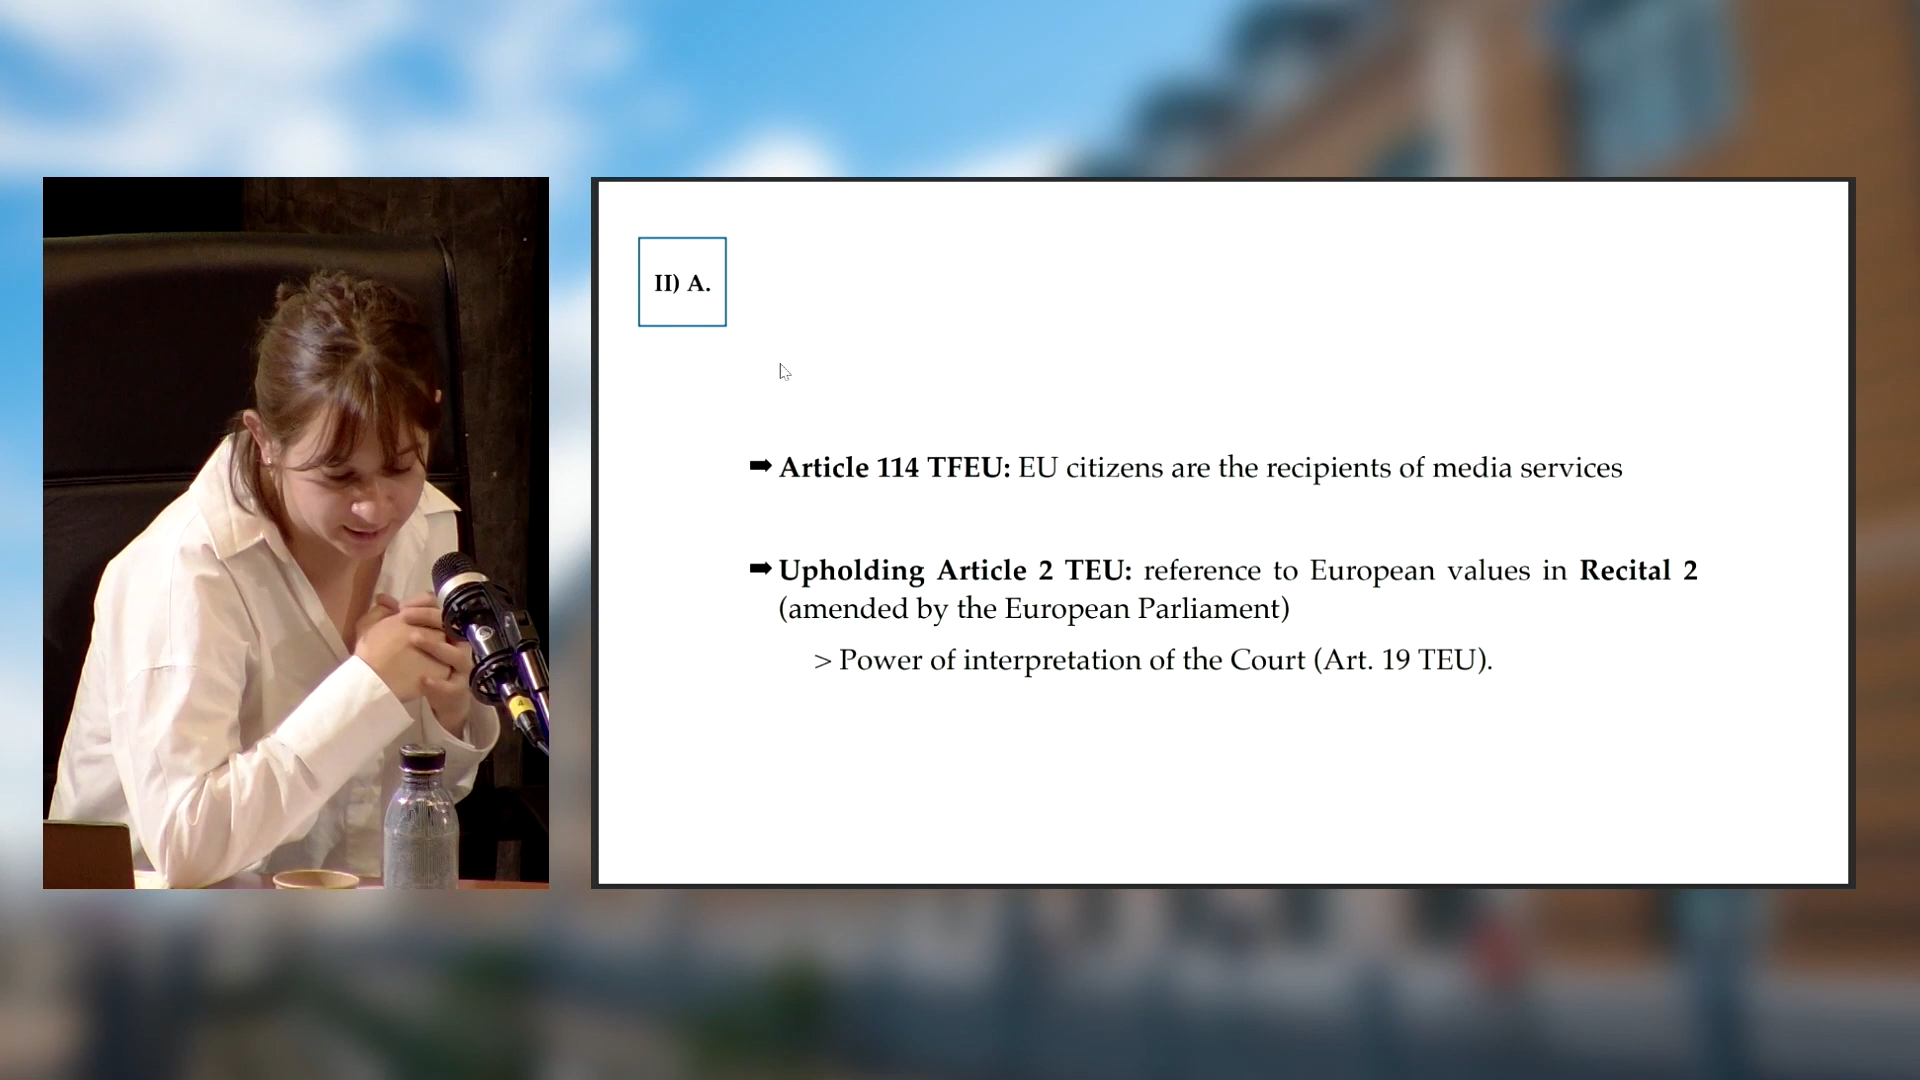 II) A.
➡ Article 114 TFEU: EU citizens are the recipients of media services
➡ Upholding Article 2 TEU: reference to European values in Recital 2
(amended by the European Parliament)
> Power of interpretation of the Court (Art. 19 TEU).
4